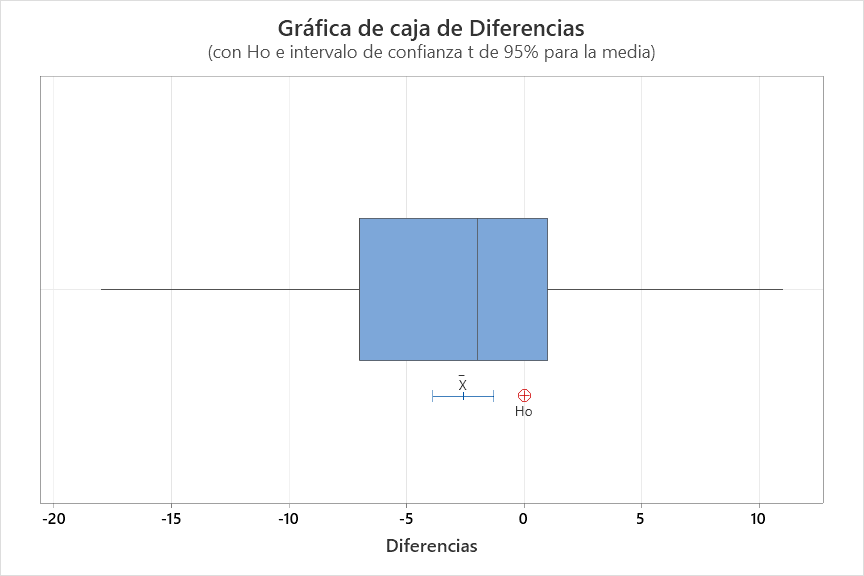 Gráfica de caja de Diferencias
(con Ho e intervalo de confianza t de 95% para la media)
X̄
Ho
-20 -15 -10 -5 0 5 10
Diferencias